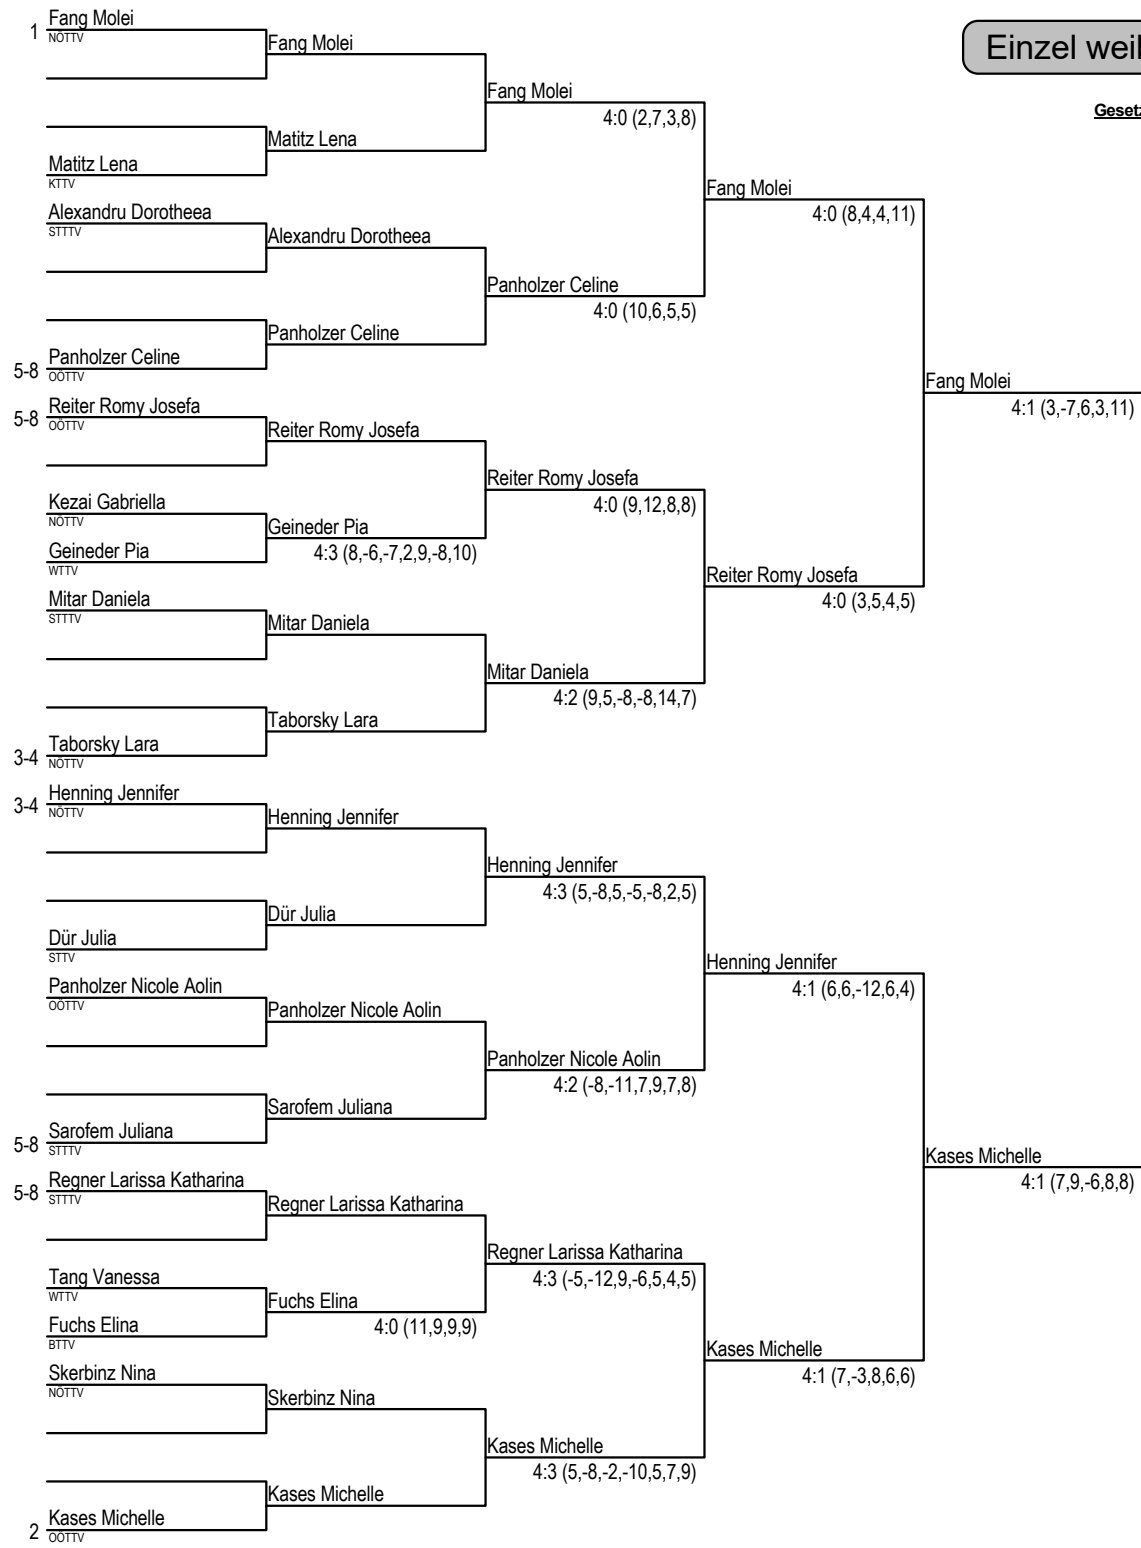 Fang Molei
1
NÖTTV
Fang Molei
Einzel weil
Fang Molei
4:0 (2,7,3,8)
Gesetz
Matitz Lena
Matitz Lena
KTTV
Fang Molei
4:0 (8,4,4,11)
Alexandru Dorotheea
STTTV
Alexandru Dorotheea
Panholzer Celine
4:0 (10,6,5,5)
Panholzer Celine
5-8 Panholzer Celine
OÖTTV
Fang Molei
4:1 (3,-7,6,3,11)
5-8 Reiter Romy Josefa
OÖTTV
Reiter Romy Josefa
Reiter Romy Josefa
4:0 (9,12,8,8)
Kezai Gabriella
NÖTTV
Geineder Pia
4:3 (8,-6,-7,2,9,-8,10)
Geineder Pia
WTTV
Reiter Romy Josefa
4:0 (3,5,4,5)
Mitar Daniela
STTTV
Mitar Daniela
Mitar Daniela
4:2 (9,5,-8,-8,14,7)
Taborsky Lara
3-4 Taborsky Lara
NÖTTV
3-4 Henning Jennifer
NÖTTV
Henning Jennifer
Henning Jennifer
4:3 (5,-8,5,-5,-8,2,5)
Dür Julia
Dür Julia
STTV
Henning Jennifer
4:1 (6,6,-12,6,4)
Panholzer Nicole Aolin
OÖTTV
Panholzer Nicole Aolin
Panholzer Nicole Aolin
4:2 (-8,-11,7,9,7,8)
Sarofem Juliana
5-8 Sarofem Juliana
STTTV
Kases Michelle
4:1 (7,9,-6,8,8)
5-8 Regner Larissa Katharina
STTTV
Regner Larissa Katharina
Regner Larissa Katharina
4:3 (-5,-12,9,-6,5,4,5)
Tang Vanessa
WTTV
Fuchs Elina
4:0 (11,9,9,9)
Fuchs Elina
BTTV
Kases Michelle
4:1 (7,-3,8,6,6)
Skerbinz Nina
NÖTTV
Skerbinz Nina
Kases Michelle
4:3 (5,-8,-2,-10,5,7,9)
Kases Michelle
2 Kases Michelle
OÖTTV